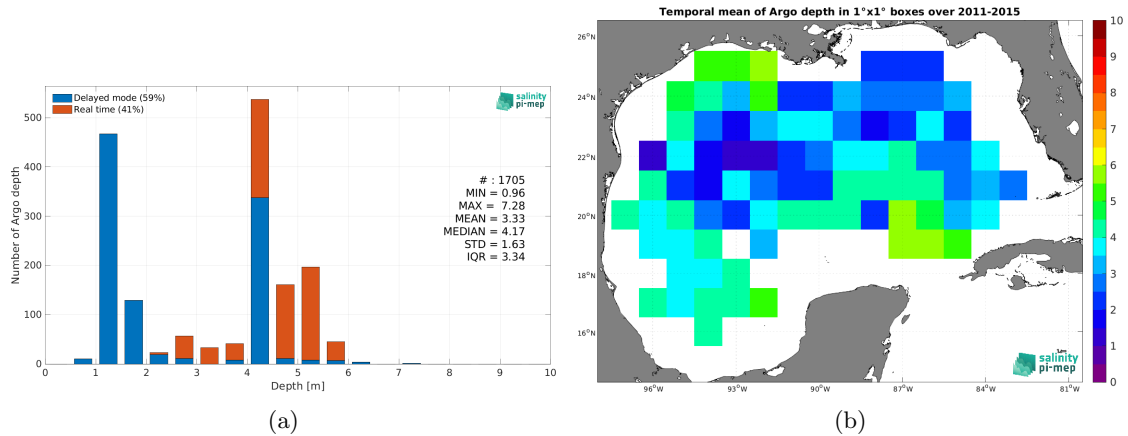 Delayed mode (59%)
Real time (41%)
salinity
pi-mep
# : 1705
MIN = 0.96
MAX = 7.28
MEAN = 3.33
MEDIAN = 4.17
STD = 1.63
IQR = 3.34
Number of Argo depth
500
400
300
200
100
0
0 1 2 3 4 5 6 7 8 9 10
Depth [m]
(a)
Temporal mean of Argo depth in 1°x1° boxes over 2011-2015
26°N
24°N
22°N
20°N
18°N
16°N
96°W 93°W 90°W 87°W 84°W 81°W
salinity
pi-mep
10
9
8
7
6
5
4
3
2
1
0
(b)